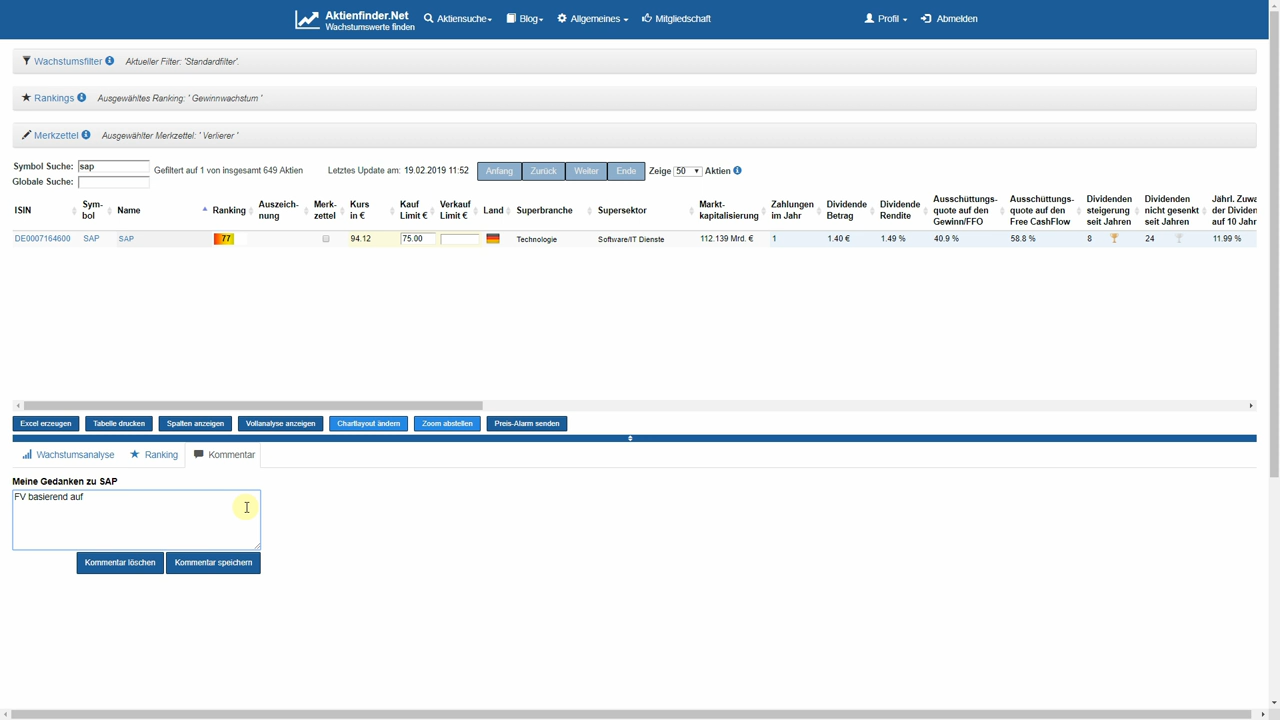 Aktienfinder.Net
Wachstumswerte finden
Aktiensuche
Blog
Allgemeines
Mitgliedschaft
Profil
Abmelden
Wachstumsfilter Aktueller Filter: 'Standardfilter'.
Rankings Ausgewähltes Ranking: ' Gewinnwachstum '
Merkzettel Ausgewählter Merkzettel: ' Verlierer '
Symbol Suche: sap Gefiltert auf 1 von insgesamt 649 Aktien Letztes Update am: 19.02.2019 11:52 Anfang Zurück Weiter Ende Zeige 50 Aktien
Globale Suche:
ISIN Sym-bol Name Ranking Auszeich-nung Merk-zettel Kurs in € Kauf Limit € Verkauf Limit € Land Superbranche Supersektor Markt-kapitalisierung Zahlungen im Jahr Dividende Betrag Dividende Rendite Ausschüttungs-quote auf den Gewinn/FFO Ausschüttungs-quote auf den Free CashFlow Dividenden steigerung seit Jahren Dividenden nicht gesenkt seit Jahren Jährl. Zuwa der Dividen auf 10 Jahr
DE0007164600 SAP SAP 77 94.12 75.00 Technologie Software/IT Dienste 112.139 Mrd. € 1 1.40 € 1.49 % 40.9 % 58.8 % 8 24 11.99 %
Excel erzeugen Tabelle drucken Spalten anzeigen Vollanalyse anzeigen Chartlayout ändern Zoom abstellen Preis-Alarm senden
Wachstumsanalyse Ranking Kommentar
Meine Gedanken zu SAP
FV basierend auf
Kommentar löschen Kommentar speichern